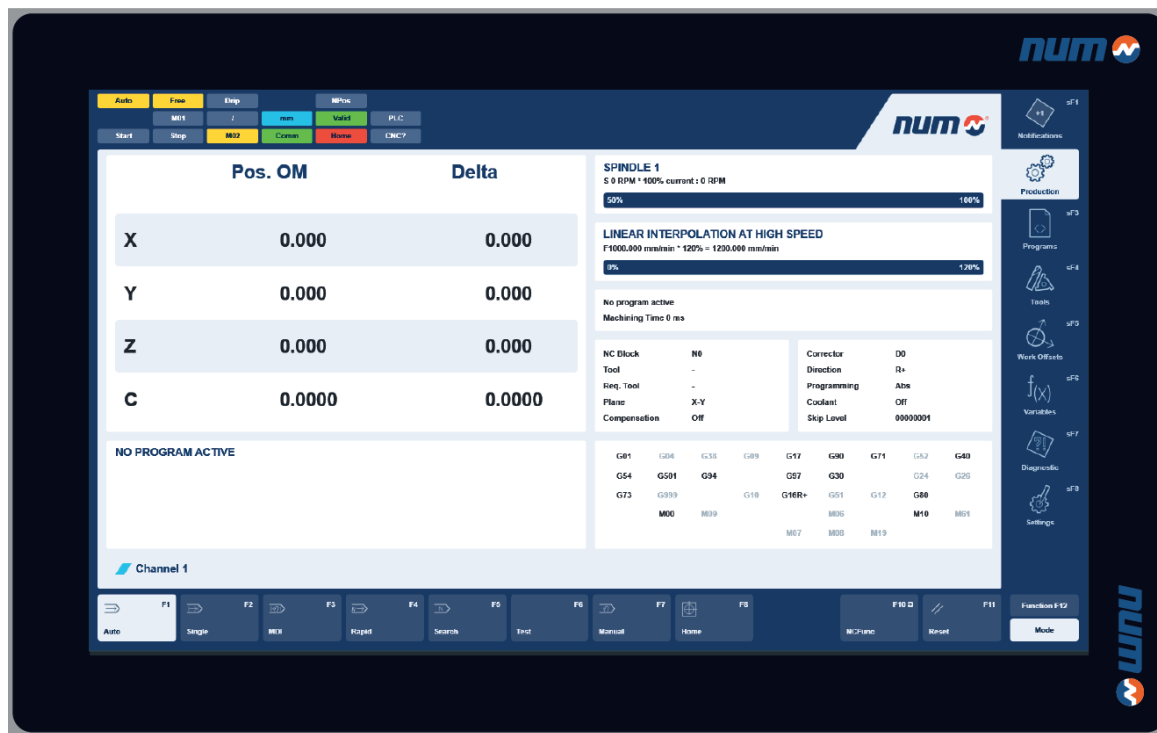 num
Auto Free Drip NPos
M01 / mm Valid PLC
Start Stop M02 Comm Home CNC?
num
+1 sF1
Notifications
Production
sF3
Programs
sF4
Tools
sF5
Work Offsets
f(x) sF6
Variables
sF7
Diagnostic
sF8
Settings
Pos. OM Delta
X 0.000 0.000
Y 0.000 0.000
Z 0.000 0.000
C 0.0000 0.0000
SPINDLE 1
S 0 RPM * 100% current : 0 RPM
50% 100%
LINEAR INTERPOLATION AT HIGH SPEED
F1000.000 mm/min * 120% = 1200.000 mm/min
0% 120%
No program active
Machining Time 0 ms
NC Block N0
Tool -
Req. Tool -
Plane X-Y
Compensation Off
Corrector D0
Direction R+
Programming Abs
Coolant Off
Skip Level 00000001
NO PROGRAM ACTIVE
G01 G04 G38 G09 G17 G90 G71 G52 G40
G54 G501 G94 G97 G30 G24 G26
G73 G999 G10 G16R+ G51 G12 G80
M00 M09 M06 M10 M61
M07 M08 M19
Channel 1
F1 Auto
F2 Single
F3 MDI
F4 Rapid
F5 Search
F6 Test
F7 Manual
F8 Home
F10 NCFunc
F11 Reset
Function F12
Mode
num